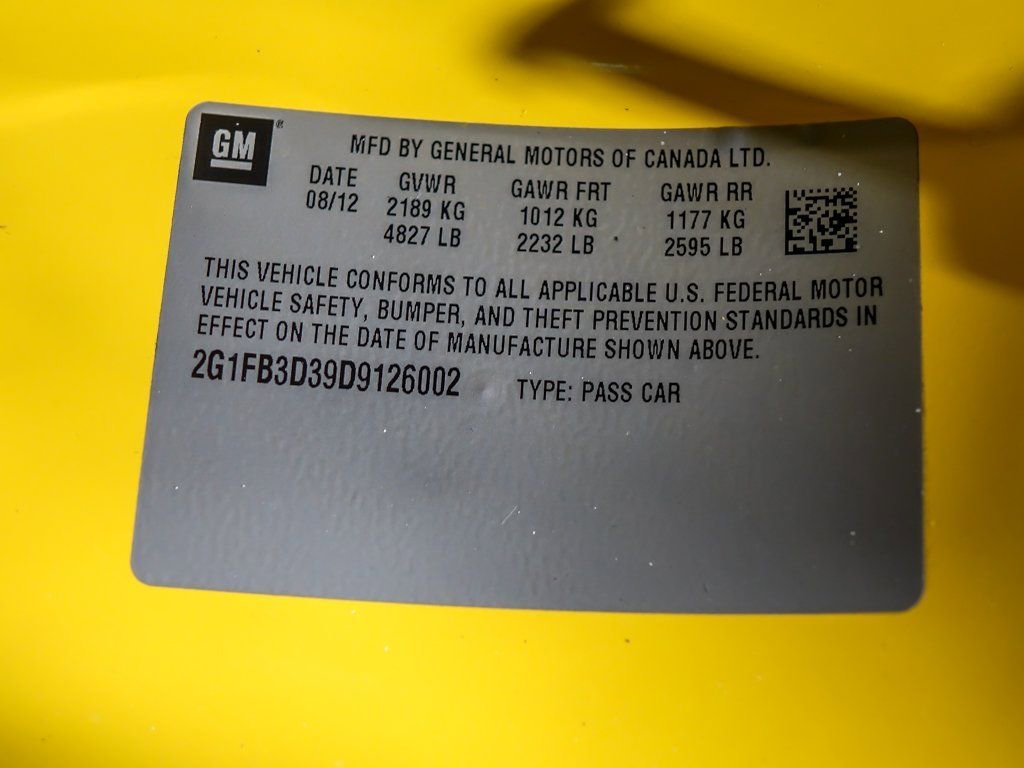 GM®
MFD BY GENERAL MOTORS OF CANADA LTD.
DATE GVWR GAWR FRT GAWR RR
08/12 2189 KG 1012 KG 1177 KG
4827 LB 2232 LB 2595 LB
THIS VEHICLE CONFORMS TO ALL APPLICABLE U.S. FEDERAL MOTOR
VEHICLE SAFETY, BUMPER, AND THEFT PREVENTION STANDARDS IN
EFFECT ON THE DATE OF MANUFACTURE SHOWN ABOVE.
2G1FB3D39D9126002 TYPE: PASS CAR